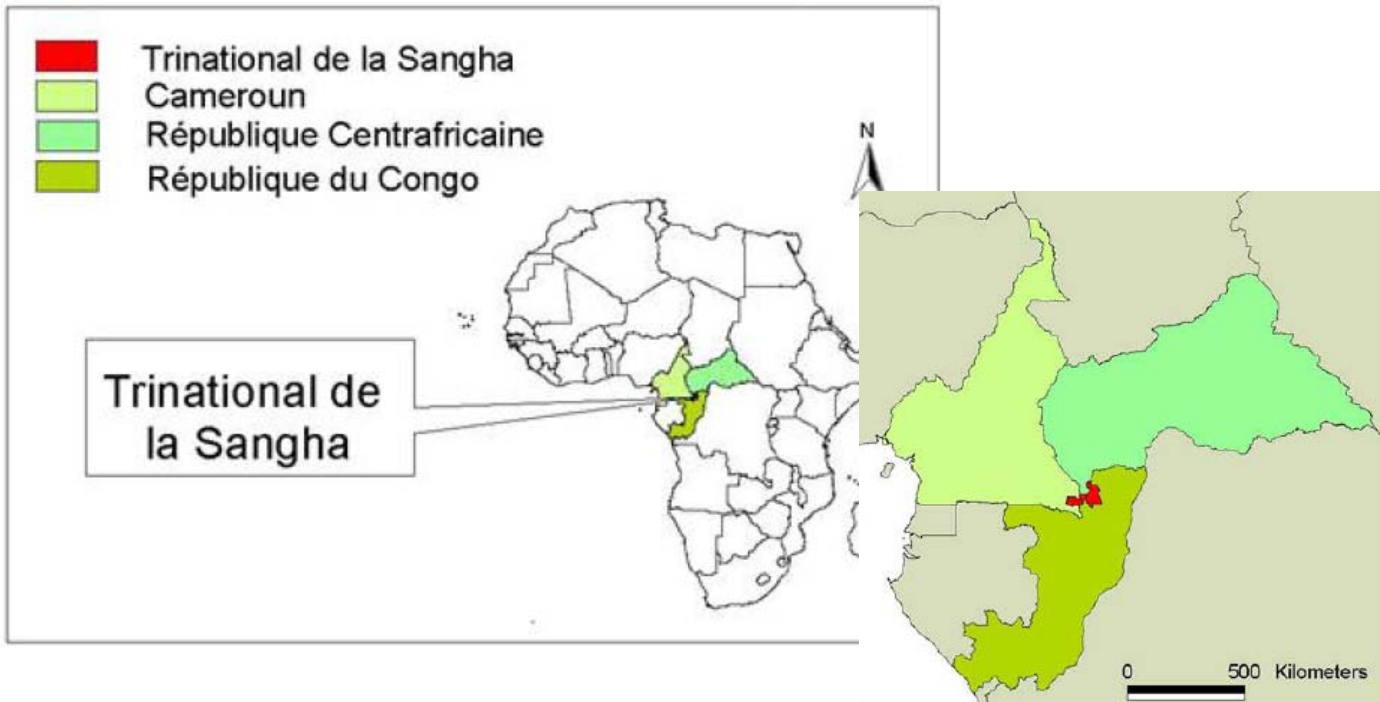 Trinational de la Sangha
Cameroun
République Centrafricaine
République du Congo
N
Trinational de
la Sangha
0 500 Kilometers